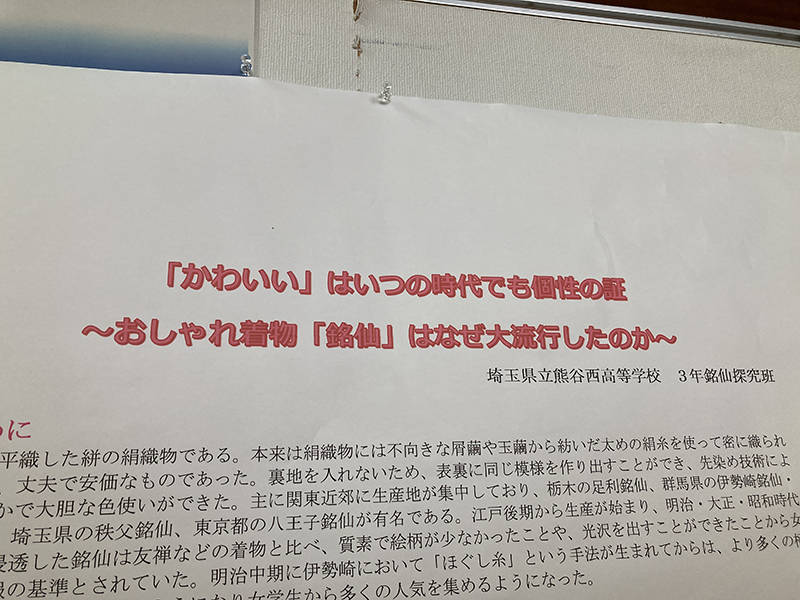 「かわいい」はいつの時代でも個性の証
～おしゃれ着物「銘仙」はなぜ大流行したのか～
埼玉県立熊谷西高等学校 3年銘仙探究班
に
平織した絣の絹織物である。本来は絹織物には不向きな屑繭や玉繭から紡いだ太めの絹糸を使って密に織られ
、丈夫で安価なものであった。裏地を入れないため、表裏に同じ模様を作り出すことができ、先染め技術によ
かで大胆な色使いができた。主に関東近郊に生産地が集中しており、栃木の足利銘仙、群馬県の伊勢崎銘仙・
埼玉県の秩父銘仙、東京都の八王子銘仙が有名である。江戸後期から生産が始まり、明治・大正・昭和時代
浸透した銘仙は友禅などの着物と比べ、質素で絵柄が少なかったことや、光沢を出すことができたことから女
服の基準とされていた。明治中期に伊勢崎において「ほぐし糸」という手法が生まれてからは、より多くの
になり女学生から多くの人気を集めるようになった。